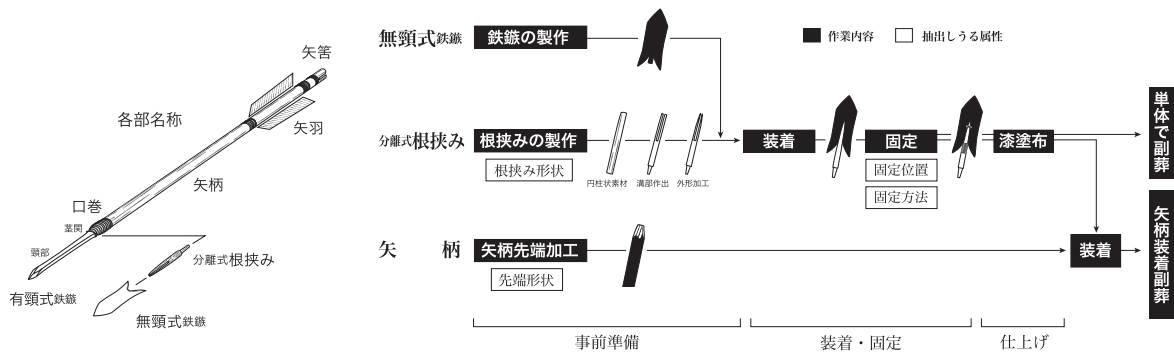 各部名称
矢筈
矢羽
矢柄
口巻
茎関
頸部
有頸式鉄鏃
分離式根挟み
無頸式鉄鏃
無頸式鉄鏃
鉄鏃の製作
作業内容
抽出しうる属性
分離式根挟み
根挟みの製作
根挟み形状
円柱状素材
溝部作出
外形加工
装着
固定
固定位置
固定方法
漆塗布
単体で副葬
矢柄
矢柄先端加工
先端形状
装着
矢柄装着副葬
事前準備
装着・固定
仕上げ